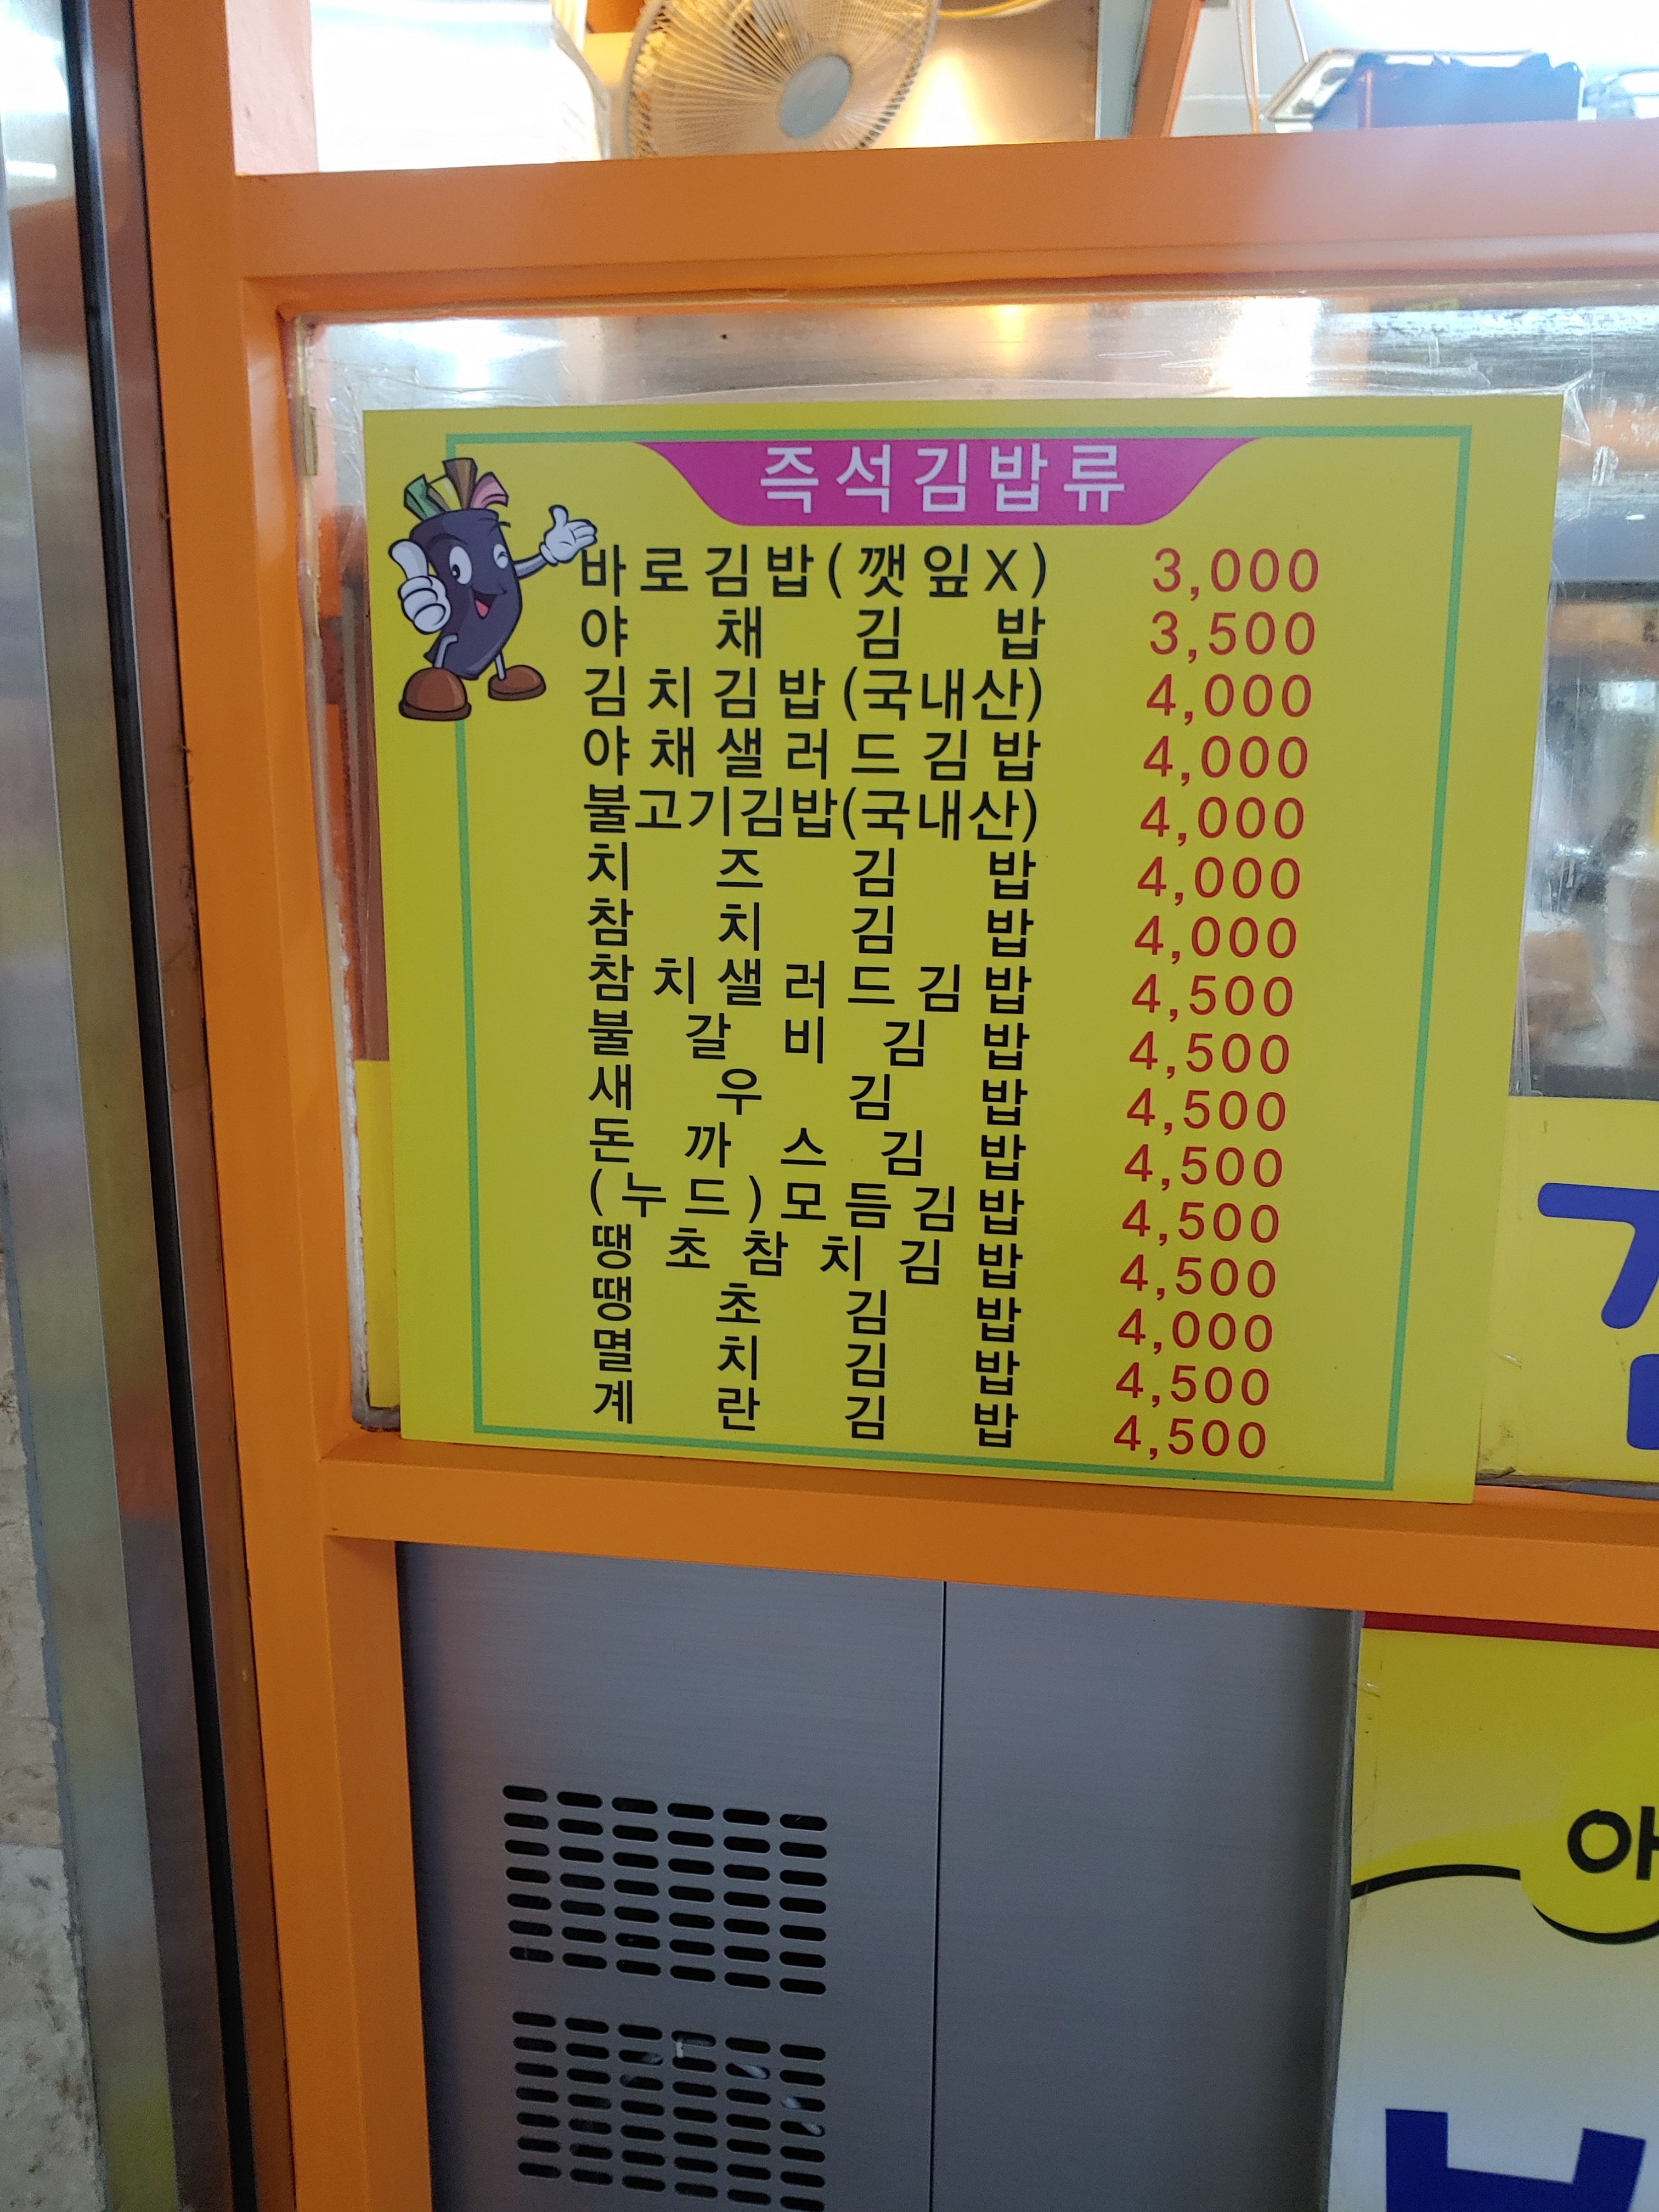 즉석김밥류
바로김밥(깻잎X) 3,000
야채김밥 3,500
김치김밥(국내산) 4,000
야채샐러드김밥 4,000
불고기김밥(국내산) 4,000
치즈김밥 4,000
참치김밥 4,000
참치샐러드김밥 4,500
불갈비김밥 4,500
새우김밥 4,500
돈까스김밥 4,500
(누드)모듬김밥 4,500
땡초참치김밥 4,500
땡초김밥 4,000
멸치김밥 4,500
계란김밥 4,500